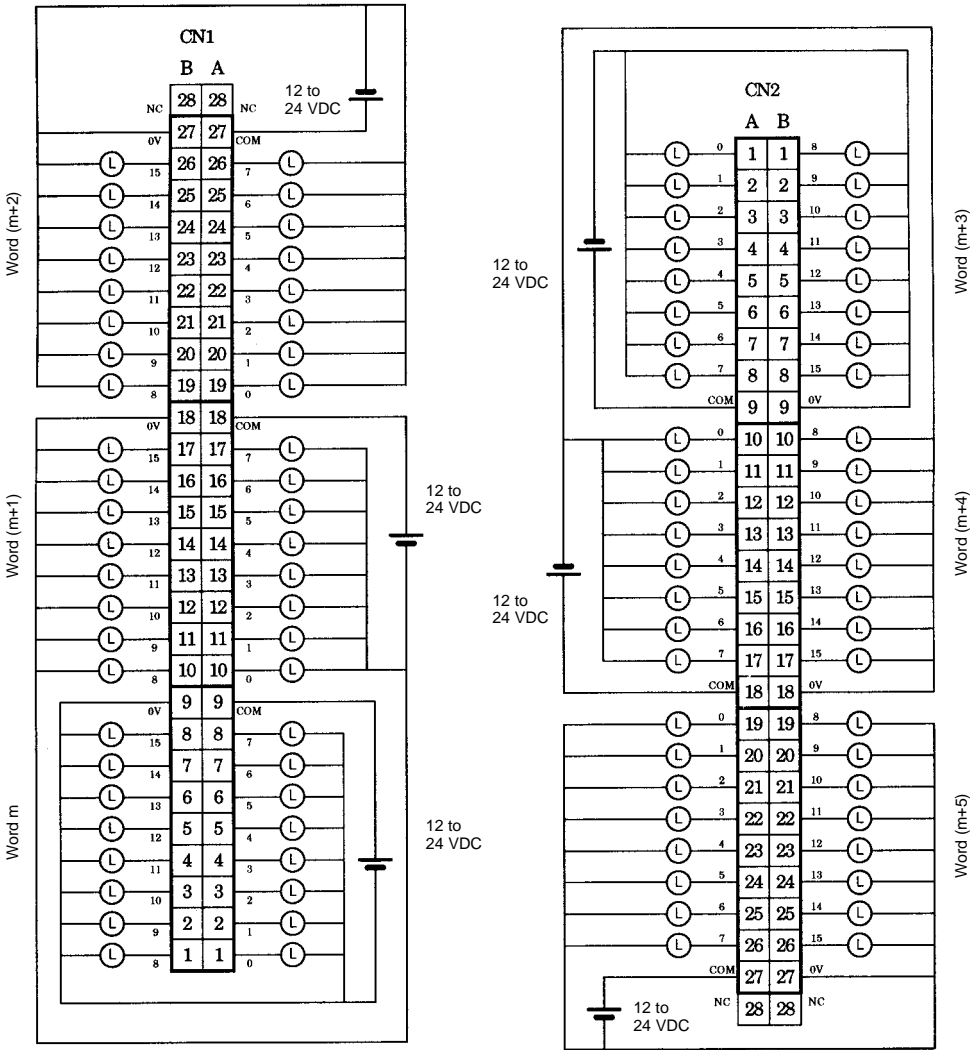 CN1
B A
NC 28 28 NC
0V 27 27 COM
L 15 26 26 7 L
L 14 25 25 6 L
L 13 24 24 5 L
L 12 23 23 4 L
L 11 22 22 3 L
L 10 21 21 2 L
L 9 20 20 1 L
L 8 19 19 0 L
12 to
24 VDC
Word (m+2)
0V 18 18 COM
L 15 17 17 7 L
L 14 16 16 6 L
L 13 15 15 5 L
L 12 14 14 4 L
L 11 13 13 3 L
L 10 12 12 2 L
L 9 11 11 1 L
L 8 10 10 0 L
12 to
24 VDC
Word (m+1)
0V 9 9 COM
L 15 8 8 7 L
L 14 7 7 6 L
L 13 6 6 5 L
L 12 5 5 4 L
L 11 4 4 3 L
L 10 3 3 2 L
L 9 2 2 1 L
L 8 1 1 0 L
12 to
24 VDC
Word m
CN2
A B
L 0 1 1 8 L
L 1 2 2 9 L
L 2 3 3 10 L
L 3 4 4 11 L
L 4 5 5 12 L
L 5 6 6 13 L
L 6 7 7 14 L
L 7 8 8 15 L
COM 9 9 0V
12 to
24 VDC
Word (m+3)
L 0 10 10 8 L
L 1 11 11 9 L
L 2 12 12 10 L
L 3 13 13 11 L
L 4 14 14 12 L
L 5 15 15 13 L
L 6 16 16 14 L
L 7 17 17 15 L
COM 18 18 0V
12 to
24 VDC
Word (m+4)
L 0 19 19 8 L
L 1 20 20 9 L
L 2 21 21 10 L
L 3 22 22 11 L
L 4 23 23 12 L
L 5 24 24 13 L
L 6 25 25 14 L
L 7 26 26 15 L
COM 27 27 0V
NC 28 28 NC
12 to
24 VDC
Word (m+5)